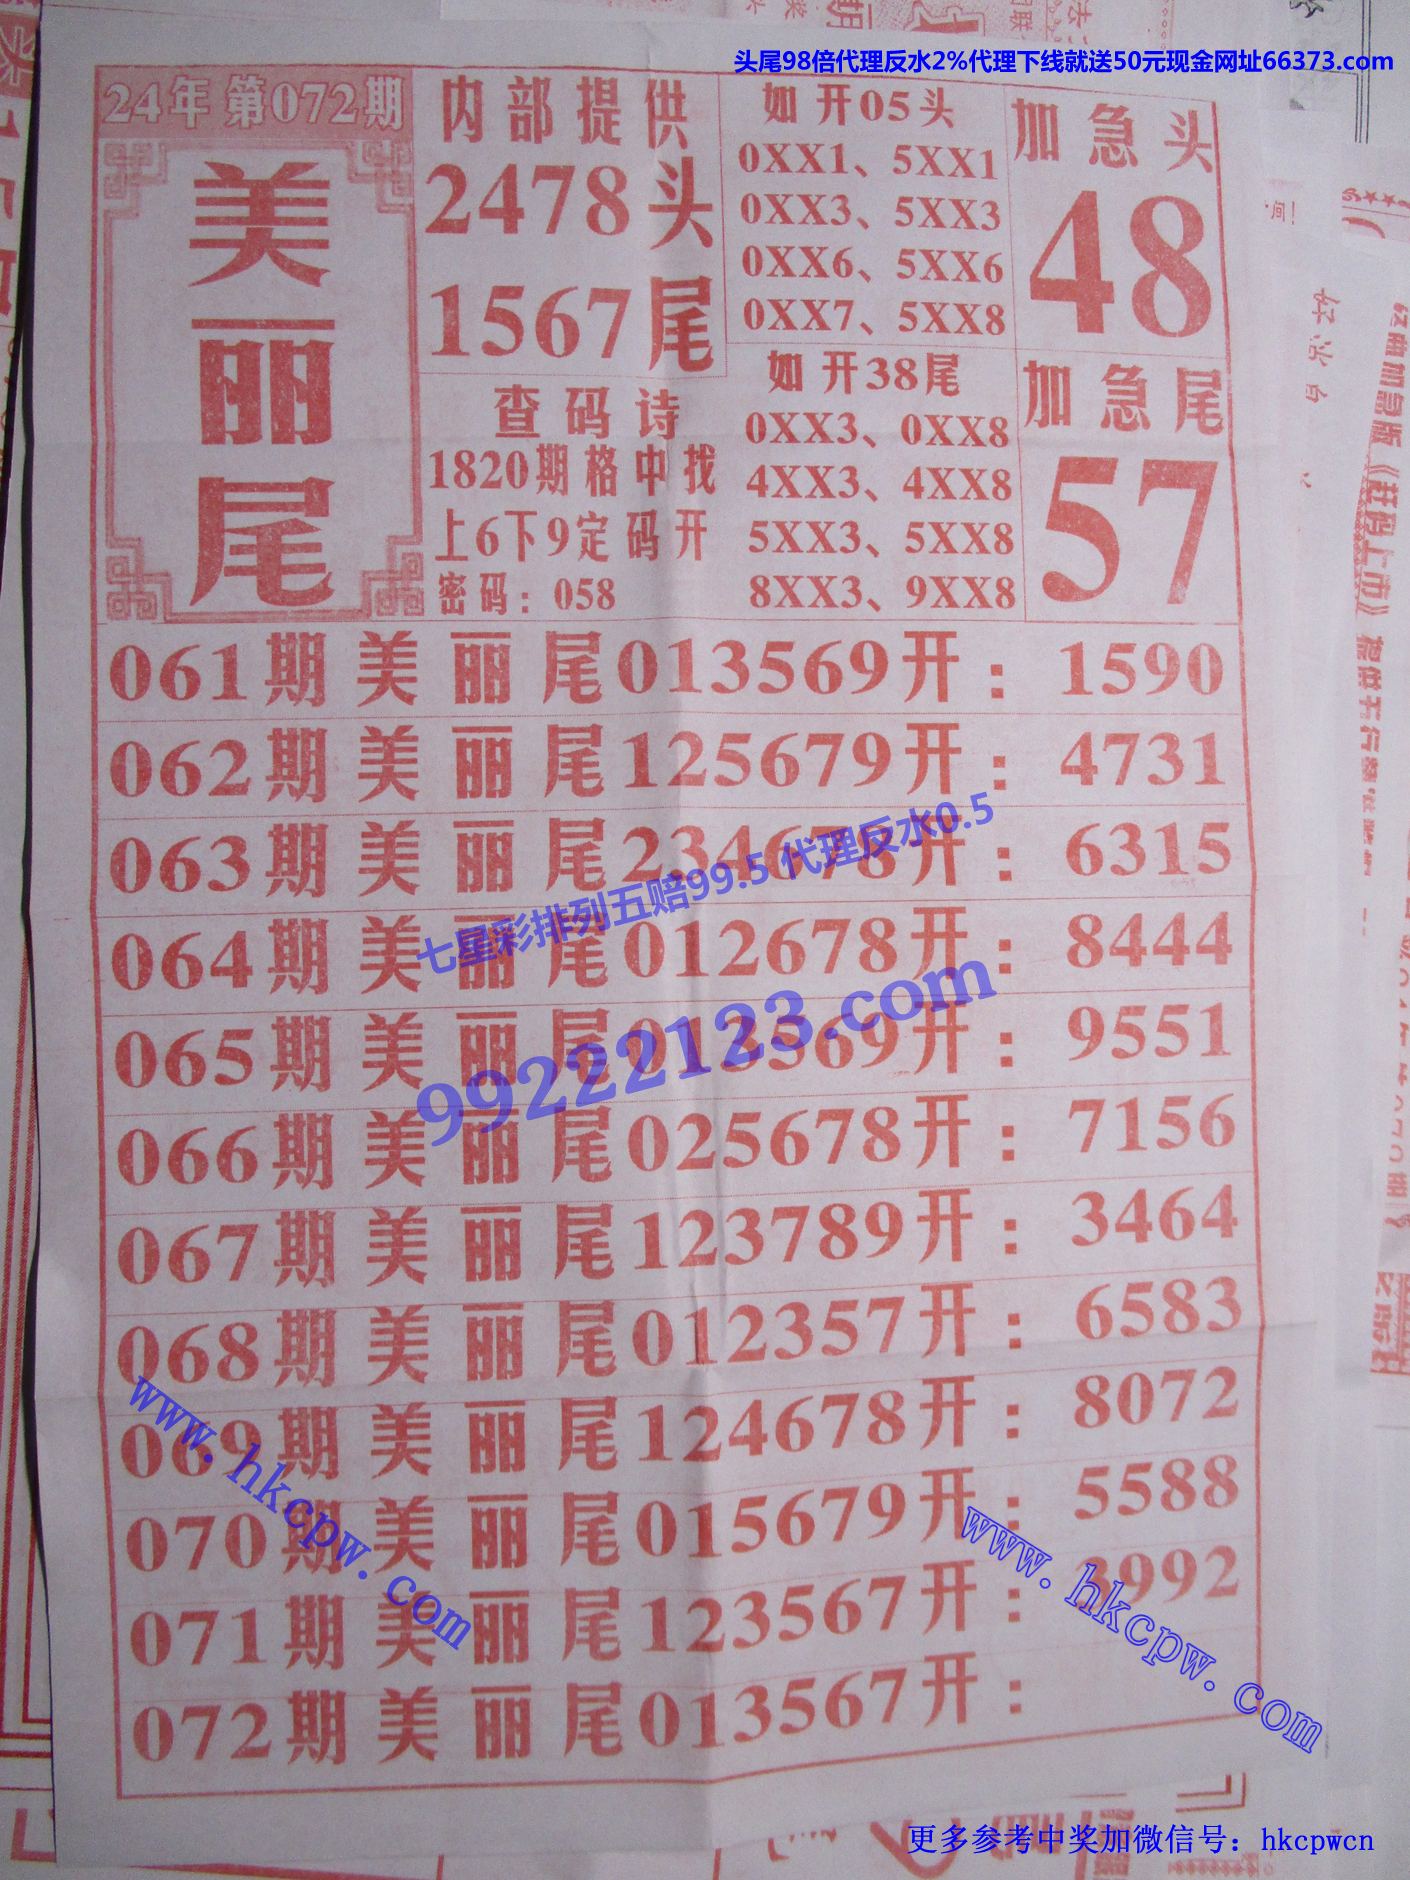 头尾98倍代理反水2%代理下线就送50元现金网址66373.com
24年 第072期
美丽尾
内部提供
2478头
1567尾
查码诗
1820期格中找
上6下9定码开
密码：058
如 开05头
0XX1、5XX1
0XX3、5XX3
0XX6、5XX6
0XX7、5XX8
如 开38尾
0XX3、0XX8
4XX3、4XX8
5XX3、5XX8
8XX3、9XX8
加急头
48
加急尾
57
061期美丽尾013569开：1590
062期美丽尾125679开：4731
063期美丽尾234678开：6315
064期美丽尾012678开：8444
065期美丽尾013569开：9551
066期美丽尾025678开：7156
067期美丽尾123789开：3464
068期美丽尾012357开：6583
069期美丽尾124678开：8072
070期美丽尾015679开：5588
071期美丽尾123567开：3992
072期美丽尾013567开：
七星彩排列五赔99.5 代理反水0.5
99222123.com
www.hkcpw.com
www.hkcpw.com
更多参考中奖加微信号：hkcpwcn